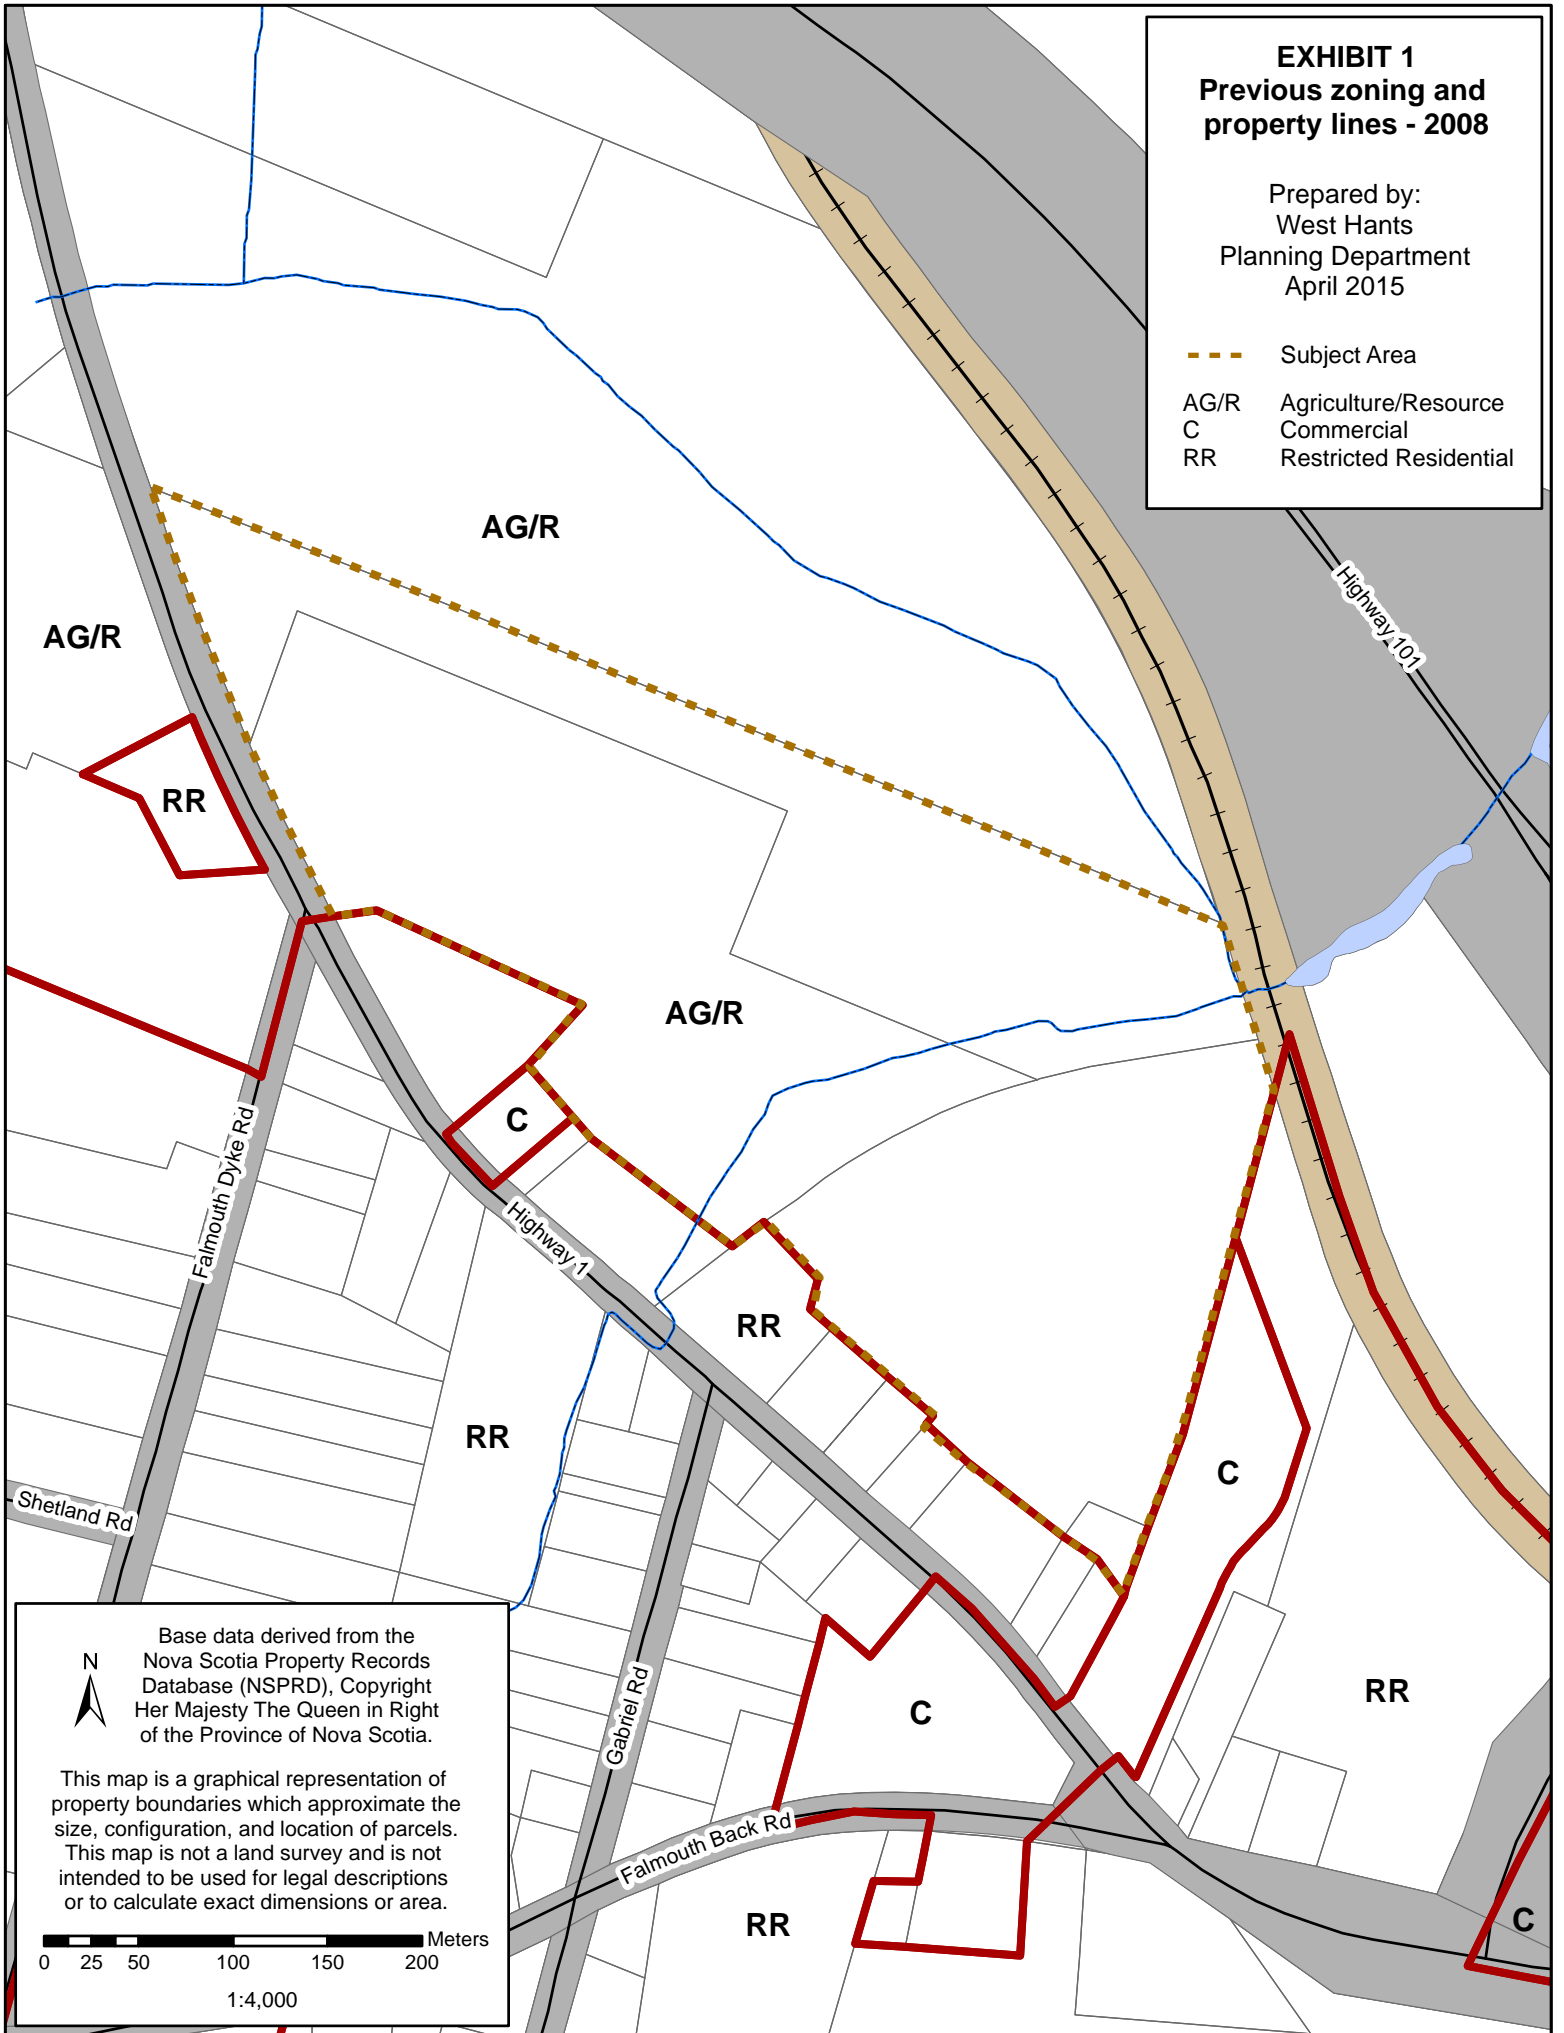 EXHIBIT 1
Previous zoning and
property lines - 2008
Prepared by:
West Hants
Planning Department
April 2015
Subject Area
AG/R Agriculture/Resource
C Commercial
RR Restricted Residential
AG/R
Highway 101
AG/R
RR
AG/R
C
Falmouth Dyke Rd
Highway 1
RR
RR
C
Shetland Rd
Gabriel Rd
C
RR
Falmouth Back Rd
RR
C
N
Base data derived from the
Nova Scotia Property Records
Database (NSPRD), Copyright
Her Majesty The Queen in Right
of the Province of Nova Scotia.
This map is a graphical representation of
property boundaries which approximate the
size, configuration, and location of parcels.
This map is not a land survey and is not
intended to be used for legal descriptions
or to calculate exact dimensions or area.
Meters
0 25 50 100 150 200
1:4,000